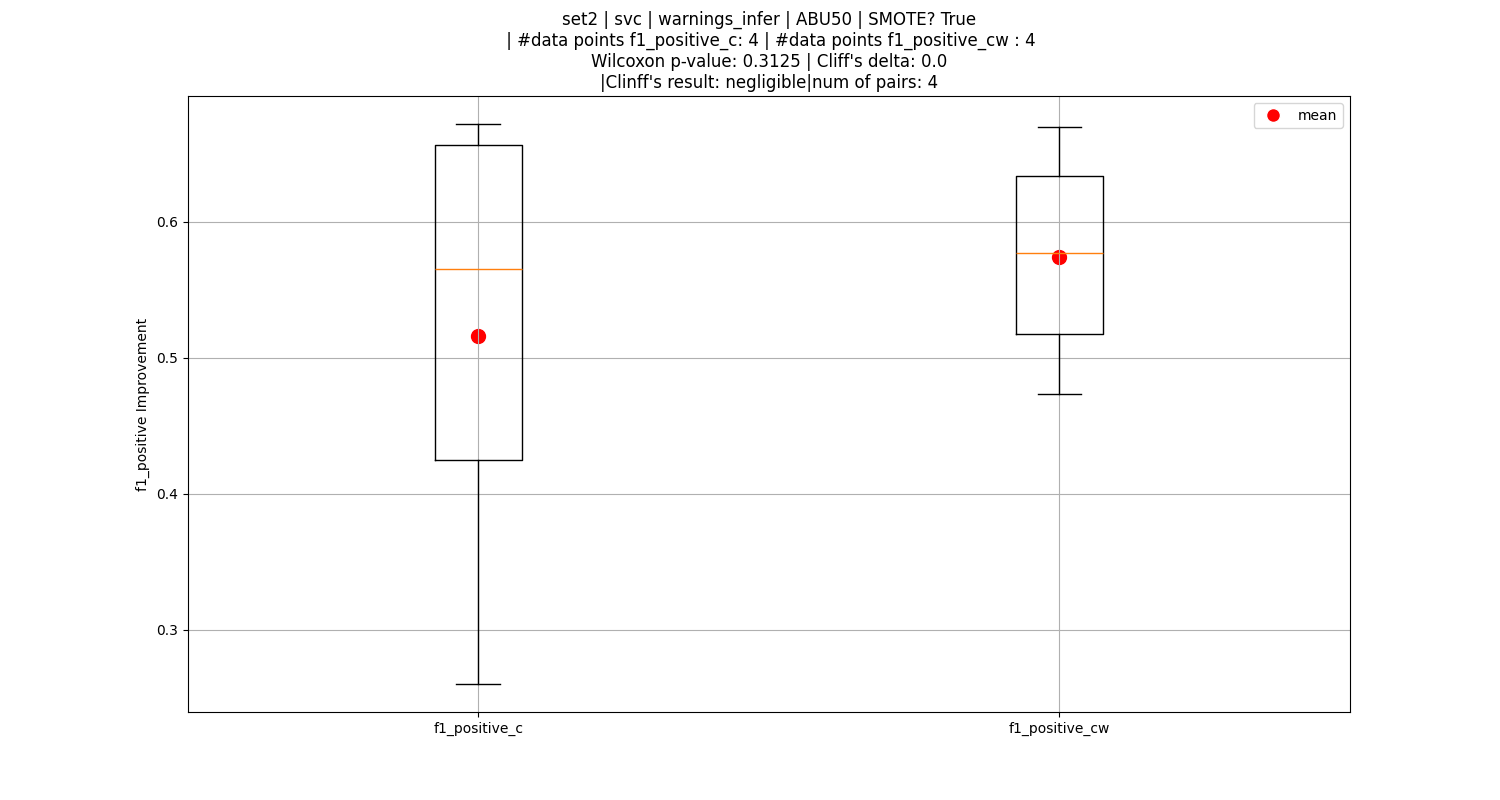 set2 | svc | warnings_infer | ABU50 | SMOTE? True
| #data points f1_positive_c: 4 | #data points f1_positive_cw : 4
Wilcoxon p-value: 0.3125 | Cliff's delta: 0.0
|Clinff's result: negligible|num of pairs: 4
mean
f1_positive Improvement
0.6
0.5
0.4
0.3
f1_positive_c
f1_positive_cw